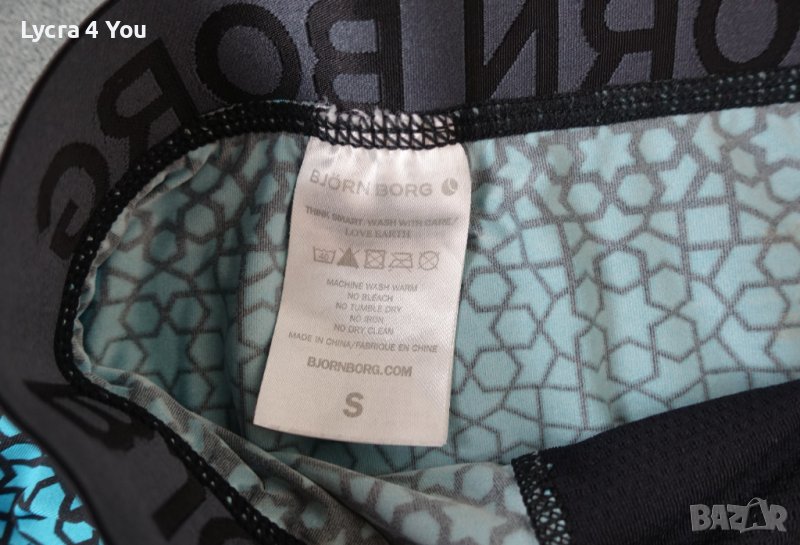 Lycra 4 You
BJORN BORG
BJÖRN BORG
THINK SMART, WASH WITH CARE
LOVE EARTH
MACHINE WASH WARM
NO BLEACH
NO TUMBLE DRY
NO IRON
NO DRY CLEAN
MADE IN CHINA/FABRIQUE EN CHINE
BJORNBORG.COM
S
BAZAR